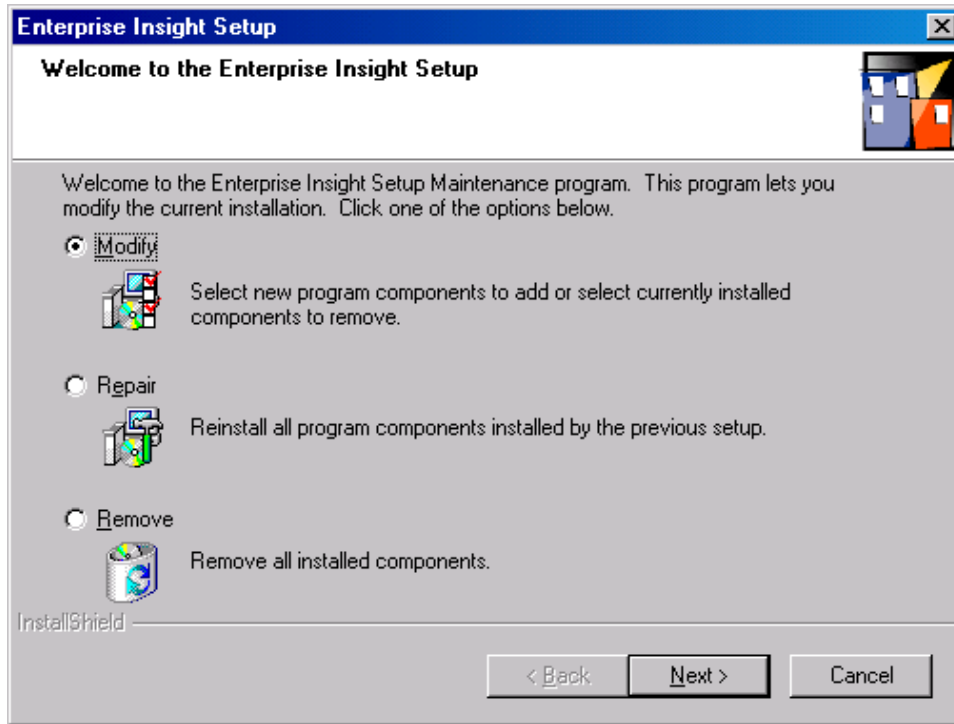 Enterprise Insight Setup
Welcome to the Enterprise Insight Setup
Welcome to the Enterprise Insight Setup Maintenance program. This program lets you
modify the current installation. Click one of the options below.
Modify
Select new program components to add or select currently installed
components to remove.
Repair
Reinstall all program components installed by the previous setup.
Remove
Remove all installed components.
InstallShield
< Back
Next >
Cancel